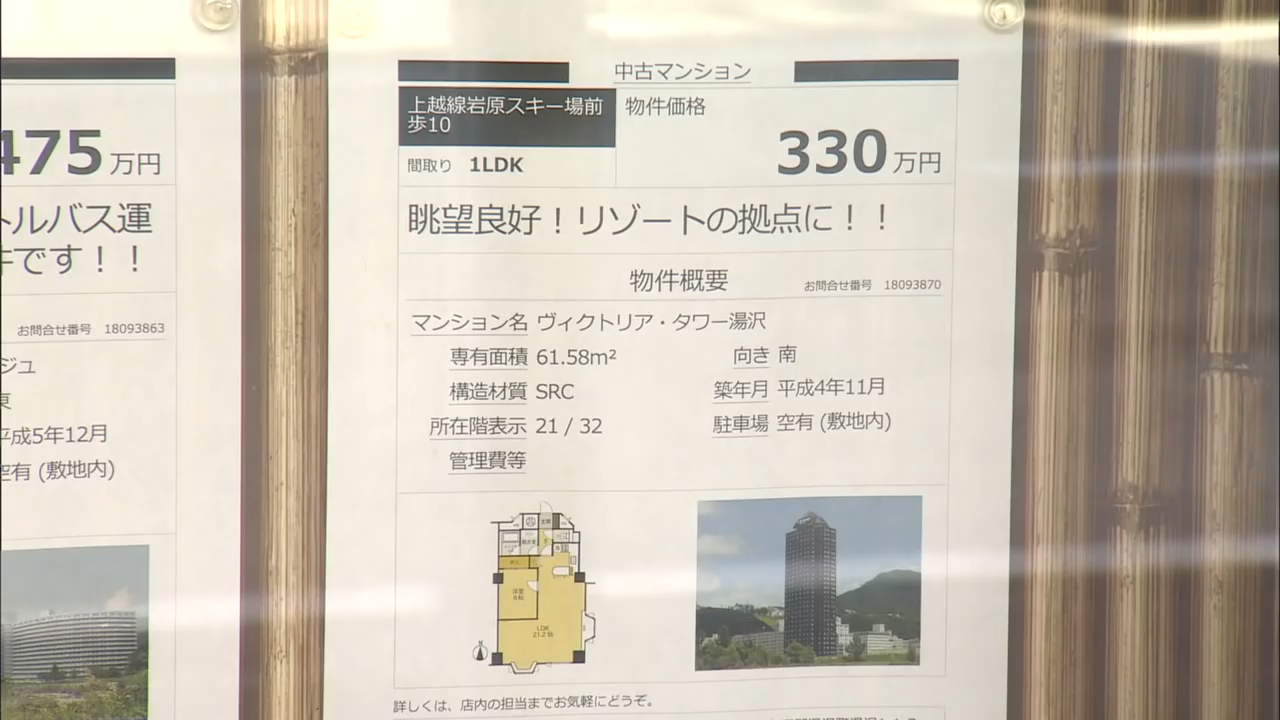 475万円
トルバス運
件です！！
お問合せ番号 18093863
ジュ
東
平成5年12月
空有 (敷地内)
中古マンション
上越線岩原スキー場前
歩10
物件価格
330万円
間取り 1LDK
眺望良好！リゾートの拠点に！！
物件概要
お問合せ番号 18093870
マンション名 ヴィクトリア・タワー湯沢
専有面積 61.58m² 向き 南
構造材質 SRC 築年月 平成4年11月
所在階表示 21 / 32 駐車場 空有 (敷地内)
管理費等
玄関
洋室
6帖
LDK
21.2帖
N
詳しくは、店内の担当までお気軽にどうぞ。